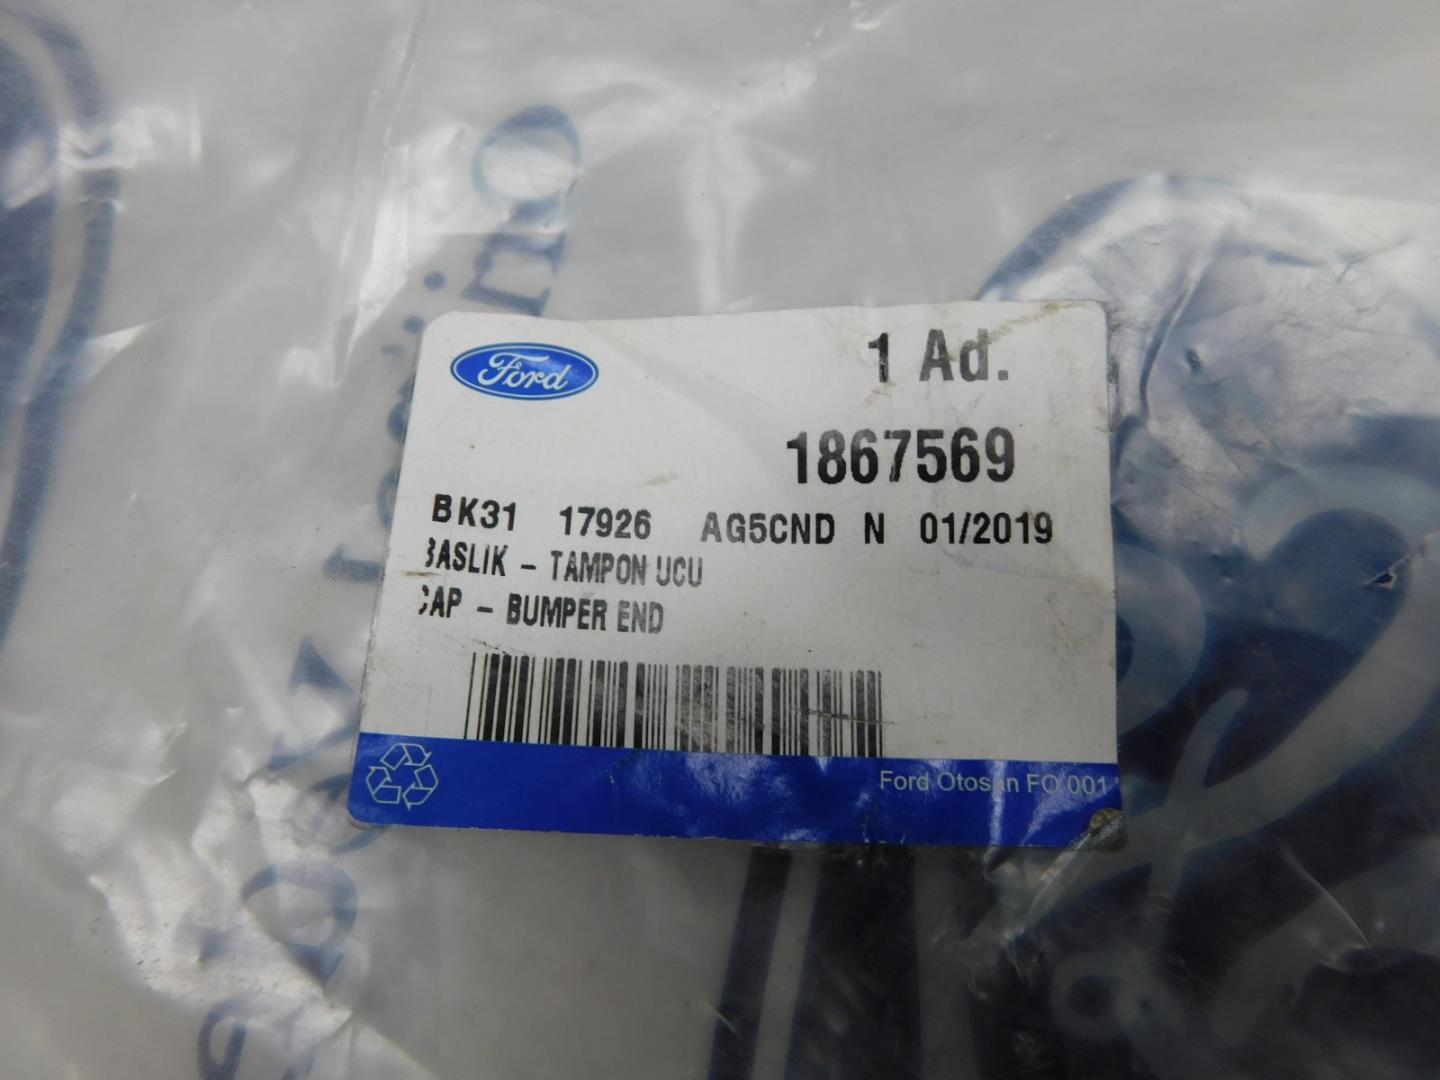 Ford
1 Ad.
1867569
BK31 17926 AG5CND N 01/2019
BASLIK - TAMPON UCU
CAP - BUMPER END
Ford Otosan FO 001